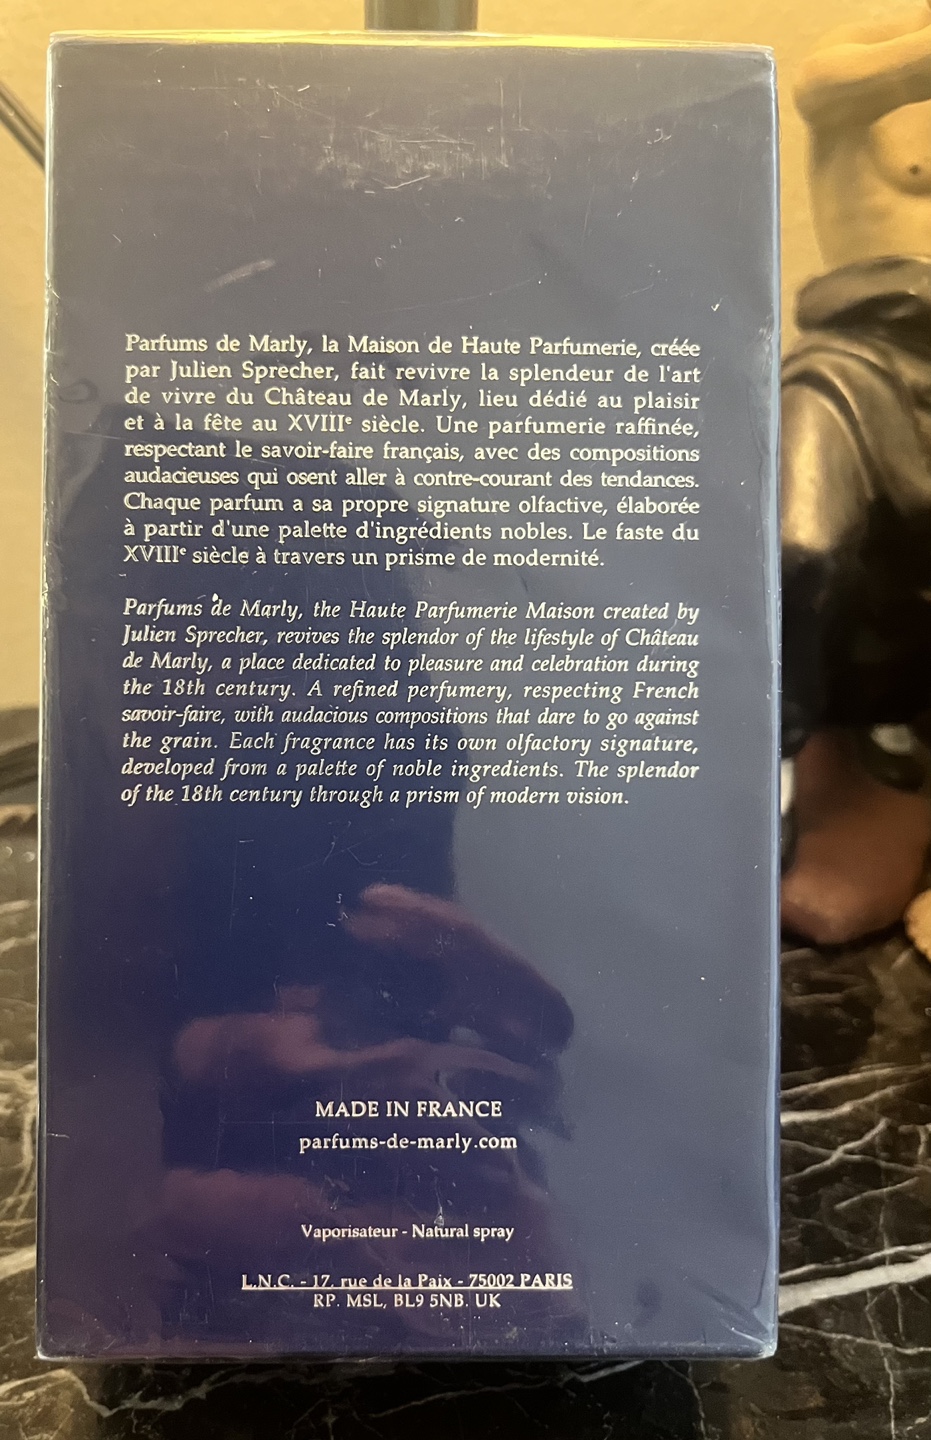 Parfums de Marly, la Maison de Haute Parfumerie, créée
par Julien Sprecher, fait revivre la splendeur de l'art
de vivre du Château de Marly, lieu dédié au plaisir
et à la fête au XVIIIᵉ siècle. Une parfumerie raffinée,
respectant le savoir-faire français, avec des compositions
audacieuses qui osent aller à contre-courant des tendances.
Chaque parfum a sa propre signature olfactive, élaborée
à partir d'une palette d'ingrédients nobles. Le faste du
XVIIIᵉ siècle à travers un prisme de modernité.
Parfums de Marly, the Haute Parfumerie Maison created by
Julien Sprecher, revives the splendor of the lifestyle of Château
de Marly, a place dedicated to pleasure and celebration during
the 18th century. A refined perfumery, respecting French
savoir-faire, with audacious compositions that dare to go against
the grain. Each fragrance has its own olfactory signature,
developed from a palette of noble ingredients. The splendor
of the 18th century through a prism of modern vision.
MADE IN FRANCE
parfums-de-marly.com
Vaporisateur - Natural spray
L.N.C. - 17, rue de la Paix - 75002 PARIS
RP. MSL, BL9 5NB. UK